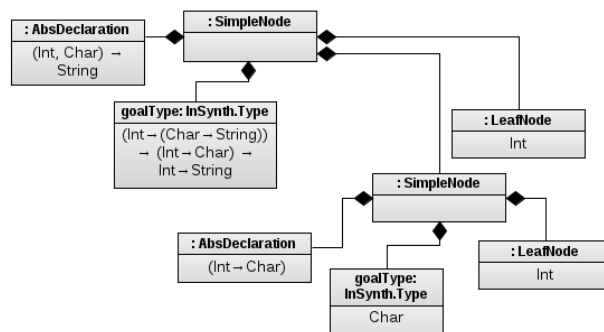 : AbsDeclaration
(Int, Char) →
String
: SimpleNode
goalType: InSynth.Type
(Int→(Char→String))
→ (Int→Char) →
Int→String
: LeafNode
Int
: SimpleNode
: AbsDeclaration
(Int→Char)
goalType:
InSynth.Type
Char
: LeafNode
Int